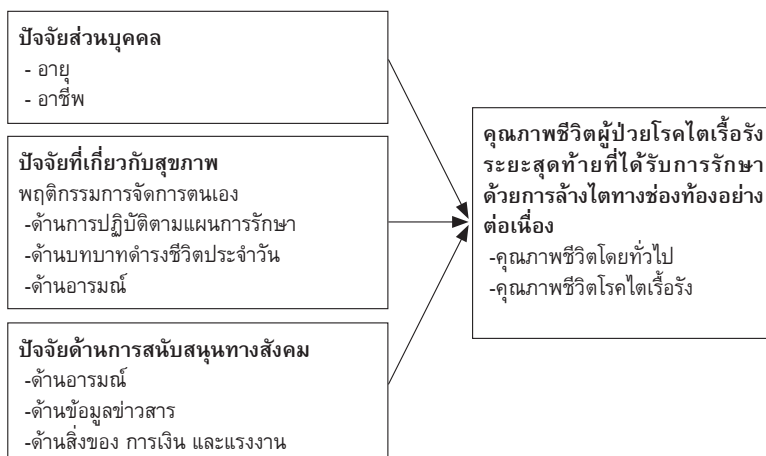 ปัจจัยส่วนบุคคล
- อายุ
- อาชีพ
ปัจจัยที่เกี่ยวกับสุขภาพ
พฤติกรรมการจัดการตนเอง
-ด้านการปฏิบัติตามแผนการรักษา
-ด้านบทบาทดำรงชีวิตประจำวัน
-ด้านอารมณ์
ปัจจัยด้านการสนับสนุนทางสังคม
-ด้านอารมณ์
-ด้านข้อมูลข่าวสาร
-ด้านสิ่งของ การเงิน และแรงงาน
คุณภาพชีวิตผู้ป่วยโรคไตเรื้อรัง
ระยะสุดท้ายที่ได้รับการรักษา
ด้วยการล้างไตทางช่องท้องอย่าง
ต่อเนื่อง
-คุณภาพชีวิตโดยทั่วไป
-คุณภาพชีวิตโรคไตเรื้อรัง